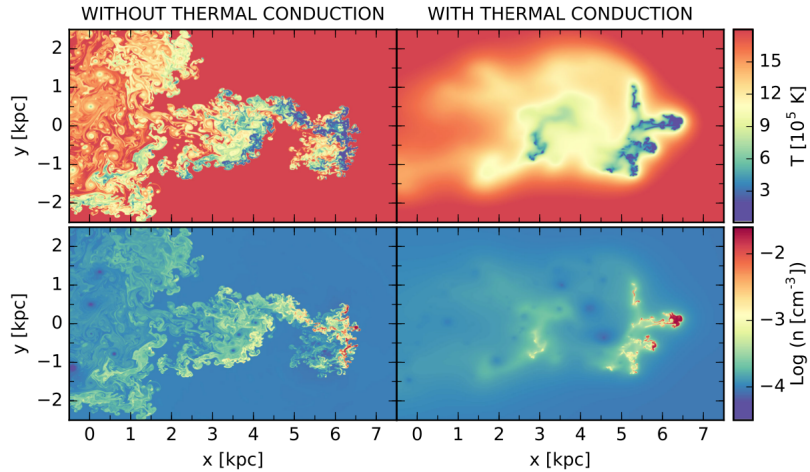 WITHOUT THERMAL CONDUCTION
WITH THERMAL CONDUCTION
2
1
0
−1
−2
y [kpc]
15
12
9
6
3
T [10⁵ K]
2
1
0
−1
−2
y [kpc]
−2
−3
−4
Log (n [cm⁻³])
0 1 2 3 4 5 6 7
0 1 2 3 4 5 6 7
x [kpc]
x [kpc]